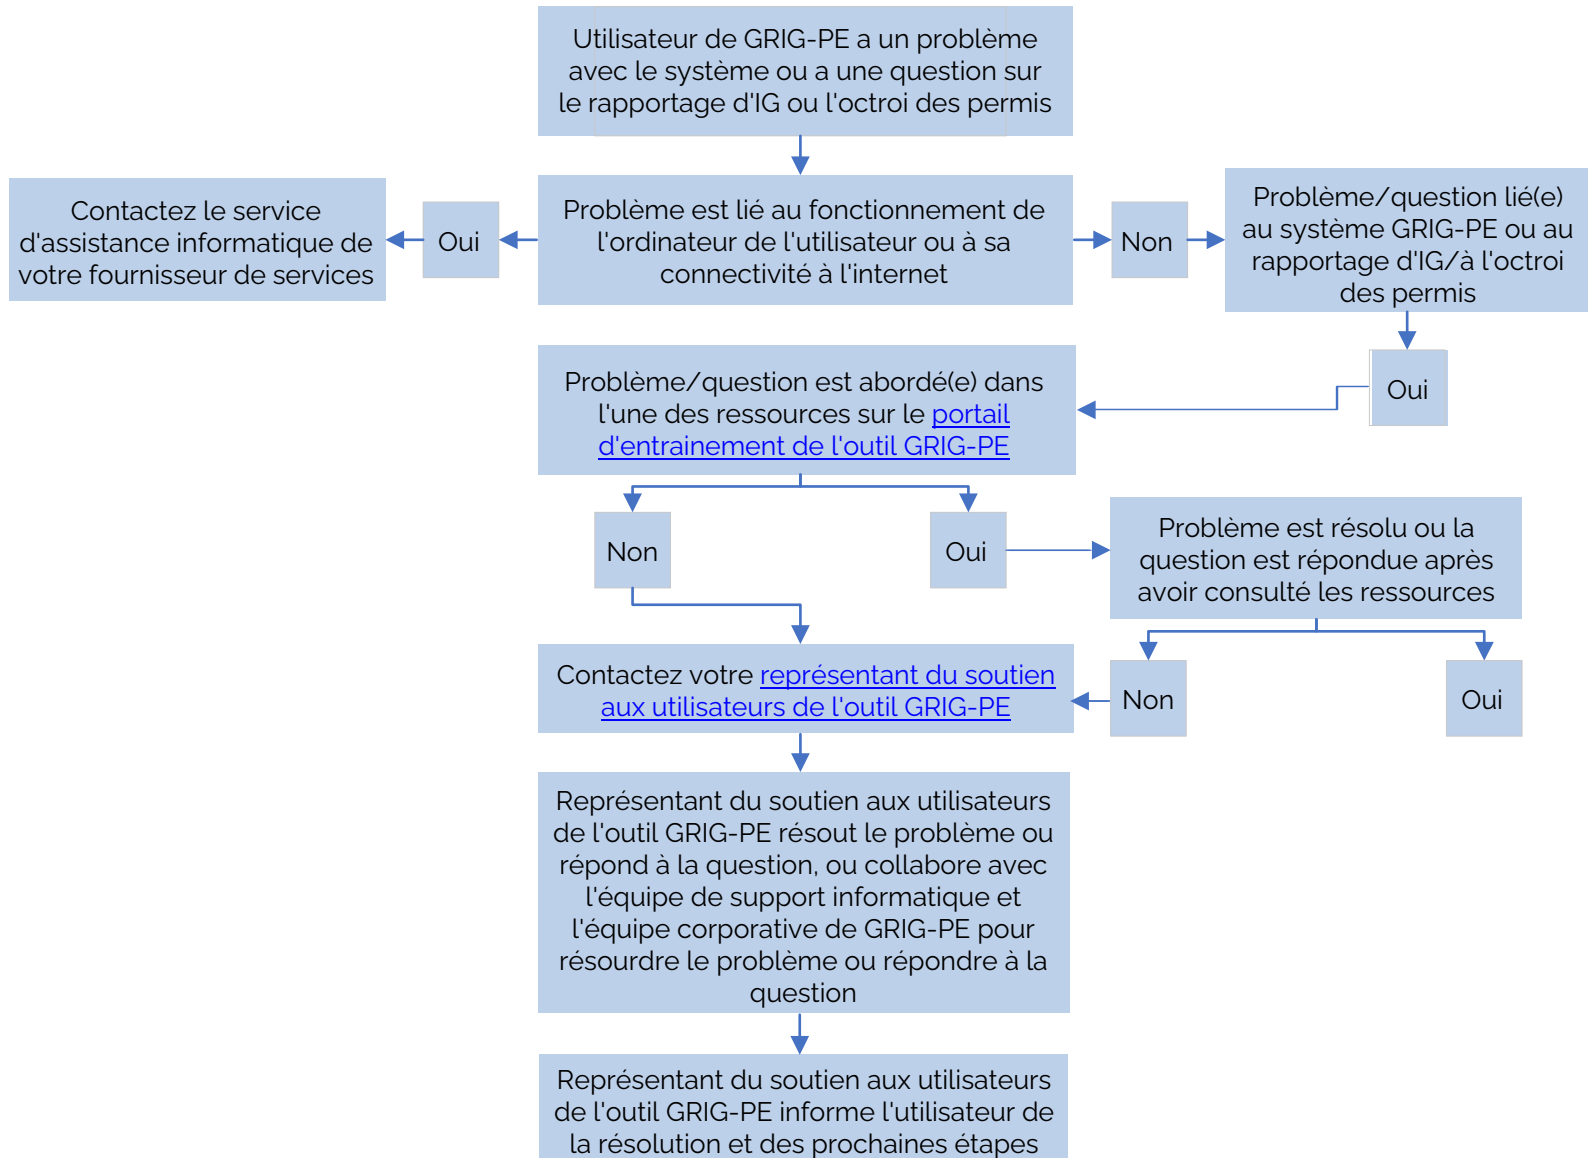 Utilisateur de GRIG-PE a un problème
avec le système ou a une question sur
le rapportage d'IG ou l'octroi des permis
Contactez le service
d'assistance informatique de
votre fournisseur de services
Oui
Problème est lié au fonctionnement de
l'ordinateur de l'utilisateur ou à sa
connectivité à l'internet
Non
Problème/question lié(e)
au système GRIG-PE ou au
rapportage d'IG/à l'octroi
des permis
Oui
Problème/question est abordé(e) dans
l'une des ressources sur le portail
d'entrainement de l'outil GRIG-PE
Non
Oui
Problème est résolu ou la
question est répondue après
avoir consulté les ressources
Contactez votre représentant du soutien
aux utilisateurs de l'outil GRIG-PE
Non
Oui
Représentant du soutien aux utilisateurs
de l'outil GRIG-PE résout le problème ou
répond à la question, ou collabore avec
l'équipe de support informatique et
l'équipe corporative de GRIG-PE pour
résourdre le problème ou répondre à la
question
Représentant du soutien aux utilisateurs
de l'outil GRIG-PE informe l'utilisateur de
la résolution et des prochaines étapes